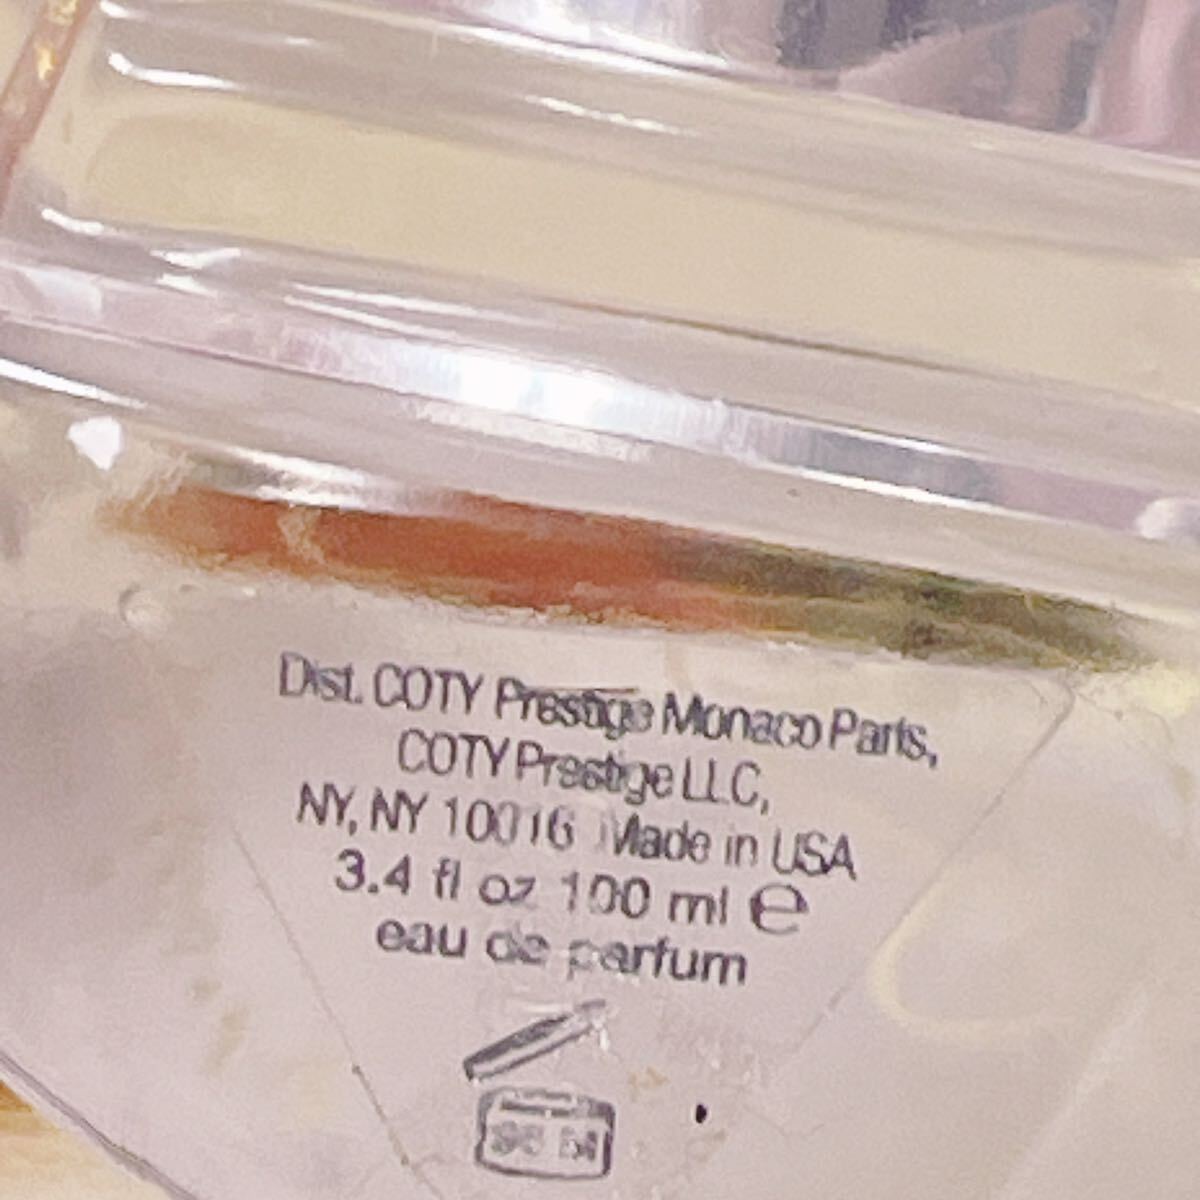 Dist. COTY Prestige Monaco Paris,
COTY Prestige LLC,
NY, NY 10016 Made in USA
3.4 fl oz 100 ml ℮
eau de parfum